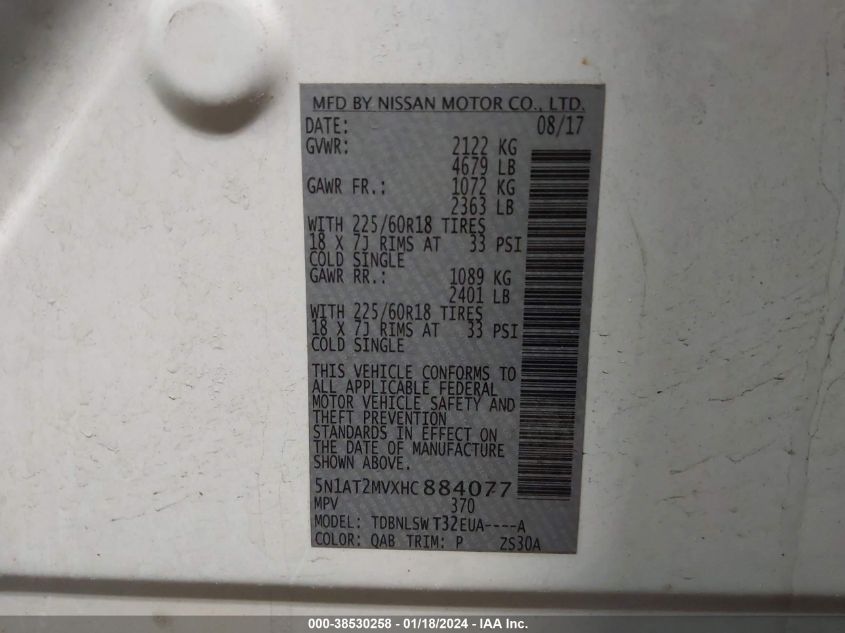 MFD BY NISSAN MOTOR CO., LTD.
DATE: 08/17
GVWR: 2122 KG
4679 LB
GAWR FR.: 1072 KG
2363 LB
WITH 225/60R18 TIRES
18 X 7J RIMS AT 33 PSI
COLD SINGLE
GAWR RR.: 1089 KG
2401 LB
WITH 225/60R18 TIRES
18 X 7J RIMS AT 33 PSI
COLD SINGLE
THIS VEHICLE CONFORMS TO
ALL APPLICABLE FEDERAL
MOTOR VEHICLE SAFETY AND
THEFT PREVENTION
STANDARDS IN EFFECT ON
THE DATE OF MANUFACTURE
SHOWN ABOVE.
5N1AT2MVXHC884077
MPV 370
MODEL: TDBNLSW T32EUA----A
COLOR: QAB TRIM: P ZS30A
000-38530258 - 01/18/2024 - IAA Inc.